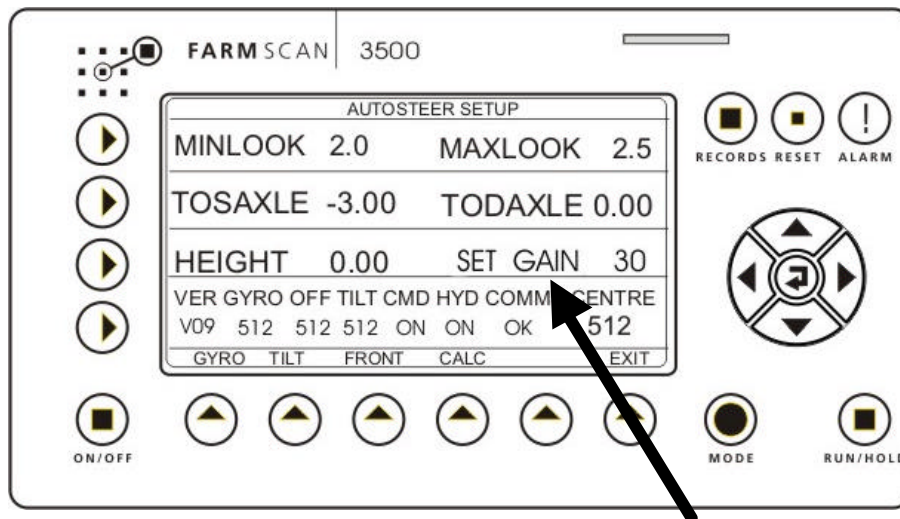 FARMSCAN 3500
AUTOSTEER SETUP
MINLOOK 2.0 MAXLOOK 2.5
RECORDS RESET ALARM
TOSAXLE -3.00 TODAXLE 0.00
HEIGHT 0.00 SET GAIN 30
VER GYRO OFF TILT CMD HYD COMM CENTRE
V09 512 512 512 ON ON OK 512
GYRO TILT FRONT CALC EXIT
ON/OFF MODE RUN/HOLD